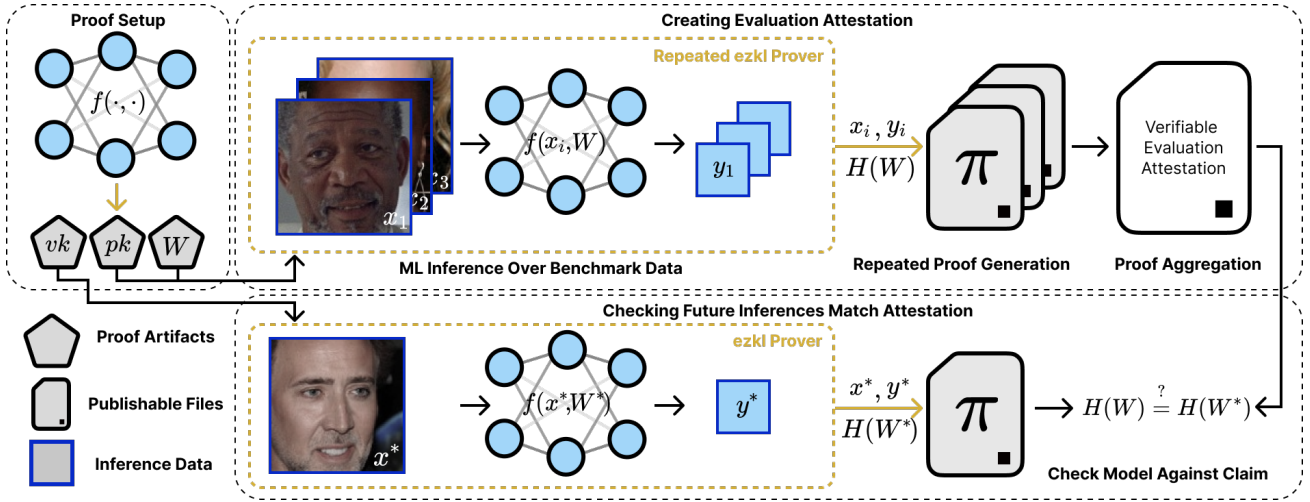 Proof Setup
f(·,·)
vk
pk
W
Proof Artifacts
Publishable Files
Inference Data
Creating Evaluation Attestation
Repeated ezkl Prover
x₁
x₂
x₃
f(xᵢ,W)
y₁
xᵢ, yᵢ
H(W)
π
Verifiable
Evaluation
Attestation
ML Inference Over Benchmark Data
Repeated Proof Generation
Proof Aggregation
Checking Future Inferences Match Attestation
ezkl Prover
x*
f(x*,W*)
y*
x*, y*
H(W*)
π
H(W) ≟ H(W*)
Check Model Against Claim